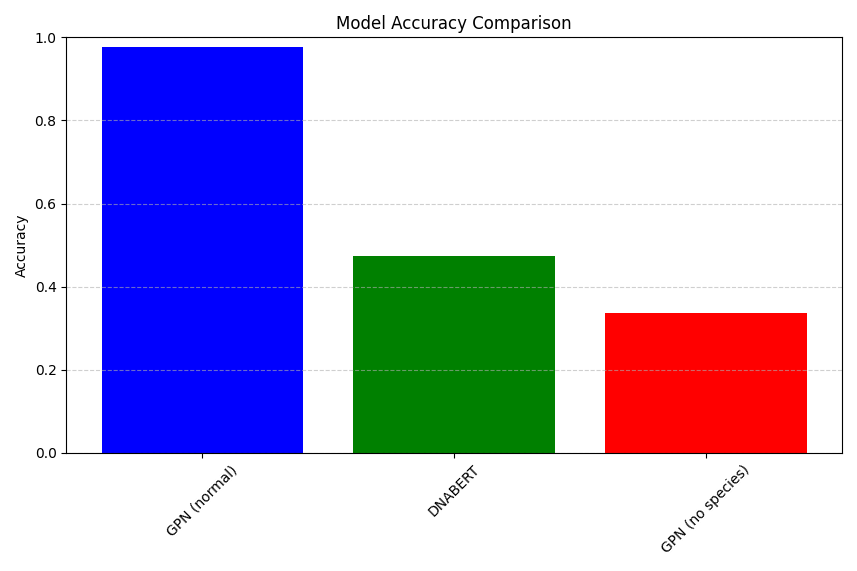 Model Accuracy Comparison
1.0
0.8
0.6
0.4
0.2
0.0
Accuracy
GPN (normal)
DNABERT
GPN (no species)